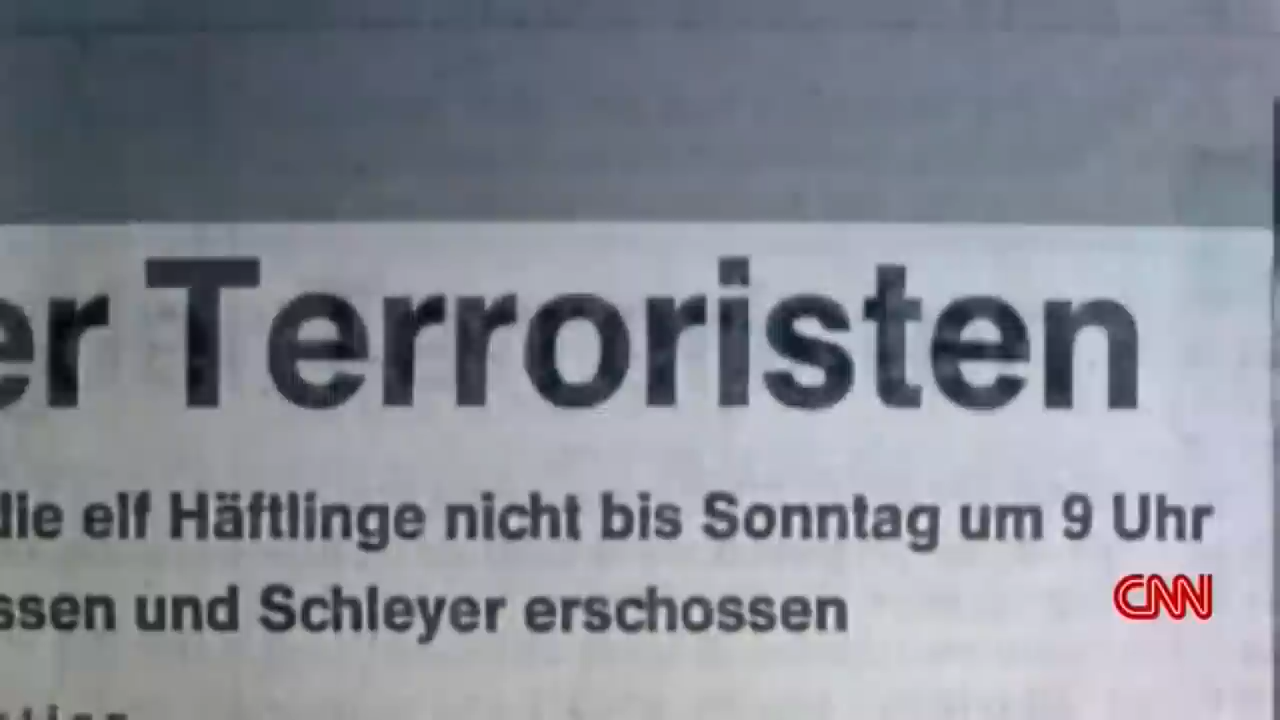 er Terroristen
die elf Häftlinge nicht bis Sonntag um 9 Uhr
ssen und Schleyer erschossen
CNN